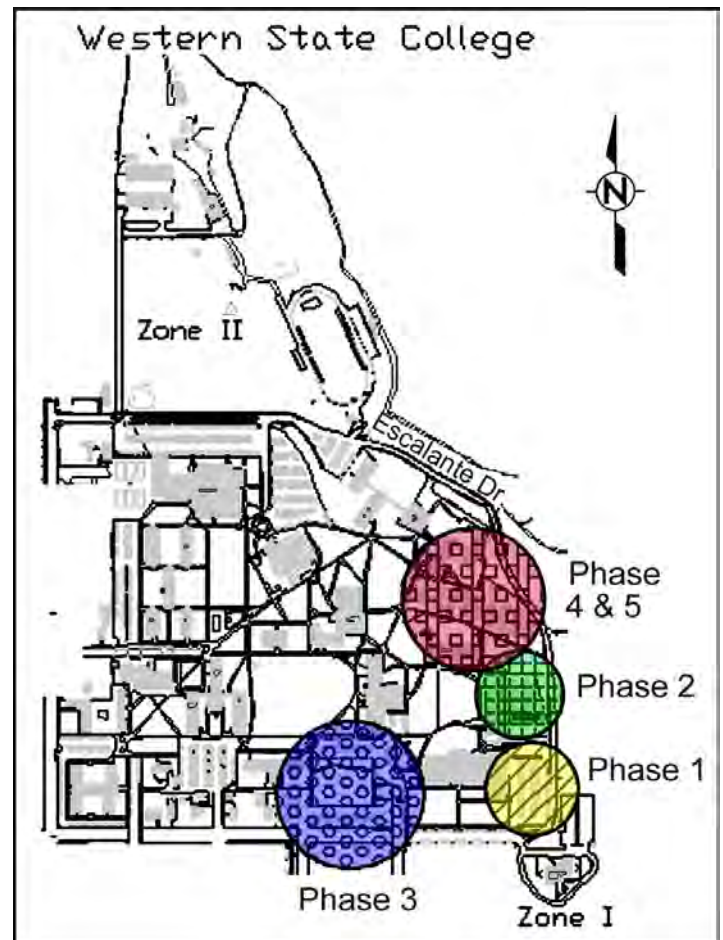 Western State College
N
Zone II
Escalante Dr
Phase
4 & 5
Phase 2
Phase 1
Phase 3
Zone I